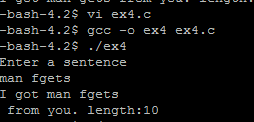 -bash-4.2$ vi ex4.c
-bash-4.2$ gcc -o ex4 ex4.c
-bash-4.2$ ./ex4
Enter a sentence
man fgets
I got man fgets
 from you. length:10